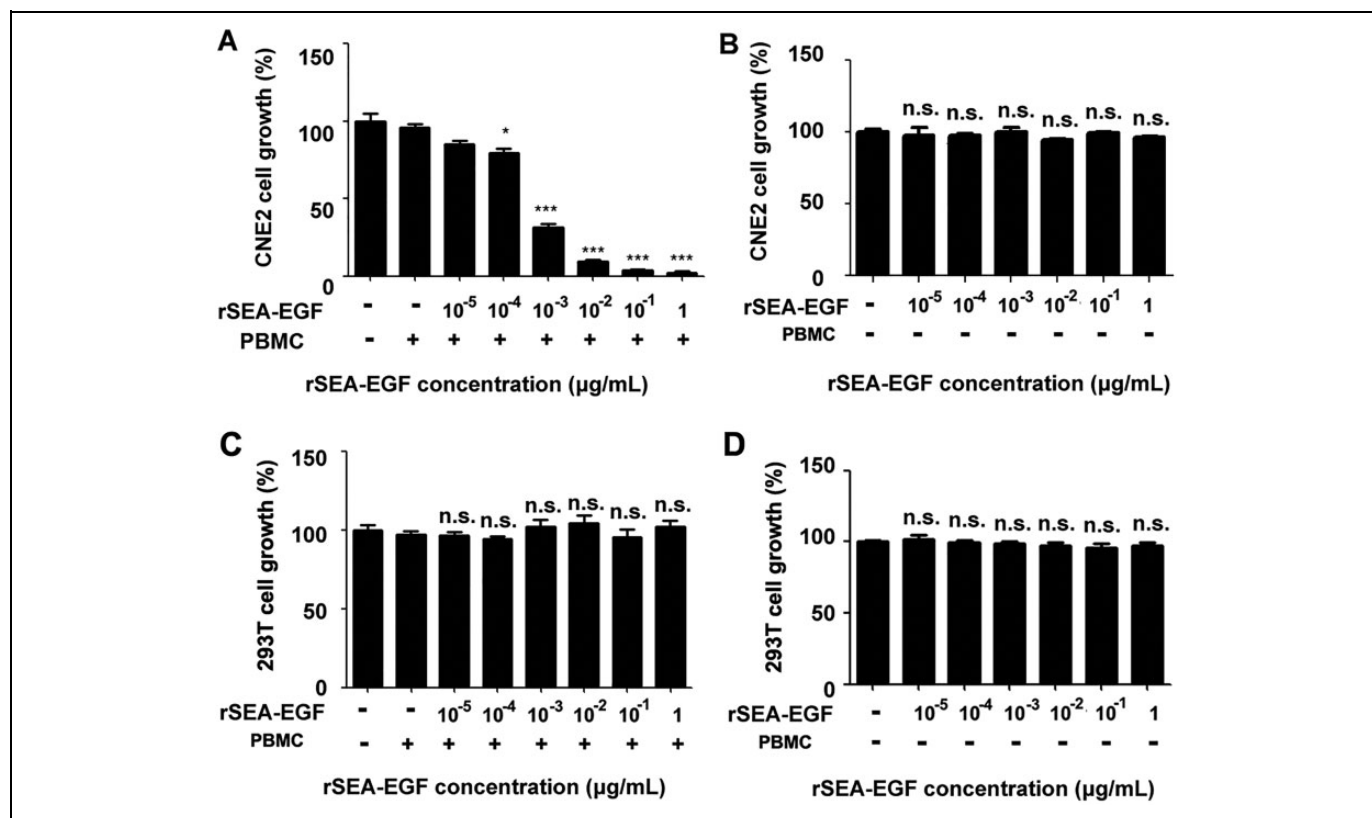 A
CNE2 cell growth (%)
150
100
50
0
*
***
***
***
***
rSEA-EGF - - 10-5 10-4 10-3 10-2 10-1 1
PBMC - + + + + + + +
rSEA-EGF concentration (µg/mL)
B
CNE2 cell growth (%)
150
100
50
0
n.s. n.s. n.s. n.s. n.s. n.s.
rSEA-EGF - 10-5 10-4 10-3 10-2 10-1 1
PBMC - - - - - - -
rSEA-EGF concentration (µg/mL)
C
293T cell growth (%)
150
100
50
0
n.s. n.s. n.s. n.s. n.s. n.s.
rSEA-EGF - - 10-5 10-4 10-3 10-2 10-1 1
PBMC - + + + + + + +
rSEA-EGF concentration (µg/mL)
D
293T cell growth (%)
150
100
50
0
n.s. n.s. n.s. n.s. n.s. n.s.
rSEA-EGF - 10-5 10-4 10-3 10-2 10-1 1
PBMC - - - - - - -
rSEA-EGF concentration (µg/mL)